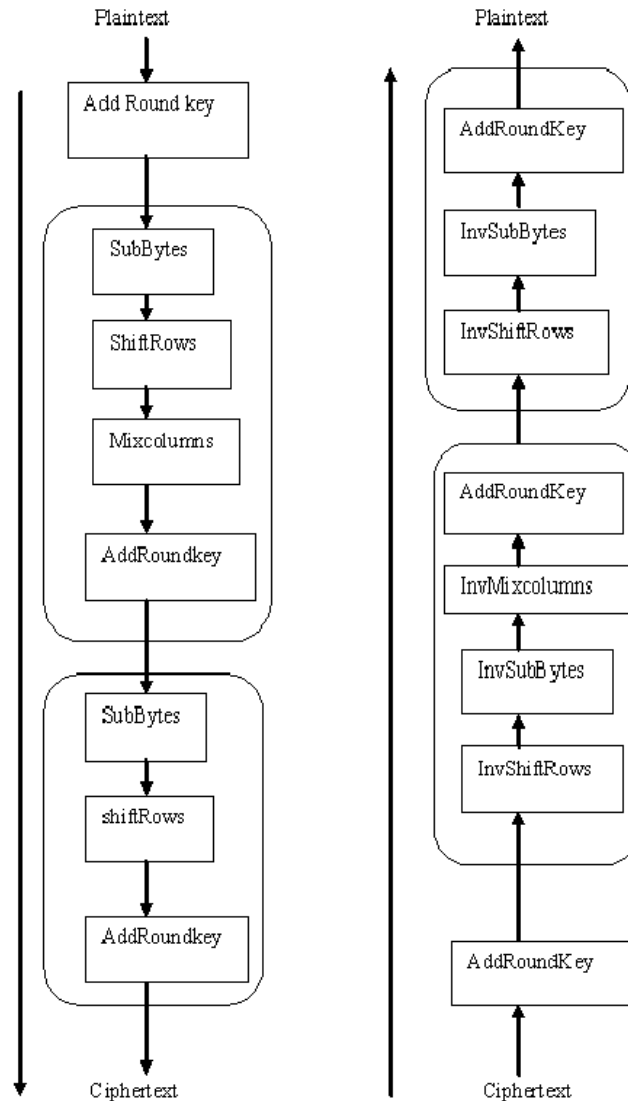 Plaintext
Add Round key
SubBytes
ShiftRows
Mixcolumns
AddRoundkey
SubBytes
shiftRows
AddRoundkey
Ciphertext
Plaintext
AddRoundKey
InvSubBytes
InvShiftRows
AddRoundKey
InvMixcolumns
InvSubBytes
InvShiftRows
AddRoundKey
Ciphertext